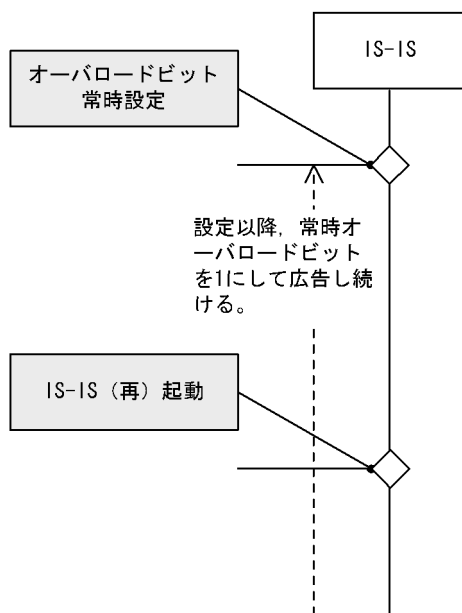 IS-IS
オーバロードビット
常時設定
設定以降，常時オ
ーバロードビット
を1にして広告し続
ける。
IS-IS（再）起動